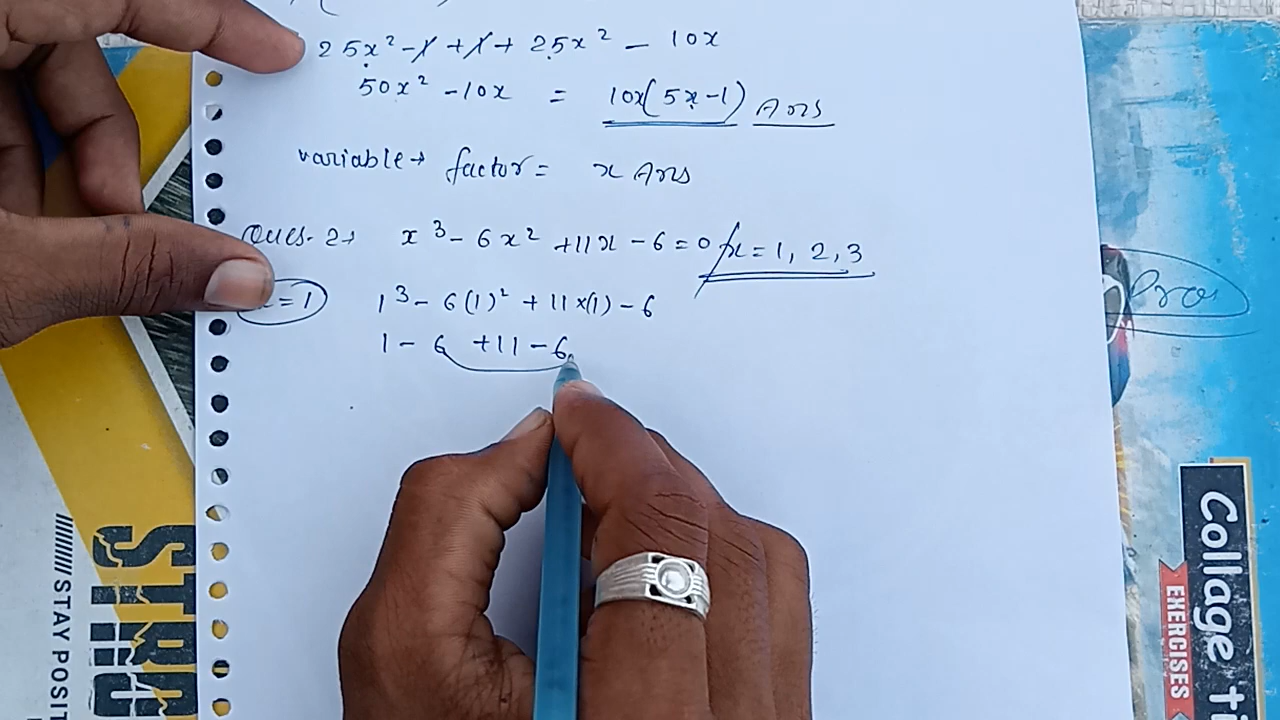 25x² - 1 + 1 + 25x² - 10x
50x² - 10x = 10x(5x-1) Ans
variable → factor = x Ans
Ques. 2→ x³ - 6x² + 11x - 6 = 0 / x = 1, 2, 3
= 1 1³ - 6(1)² + 11×(1) - 6
1 - 6 + 11 - 6
STAY POSIT
Collage
EXERCISES